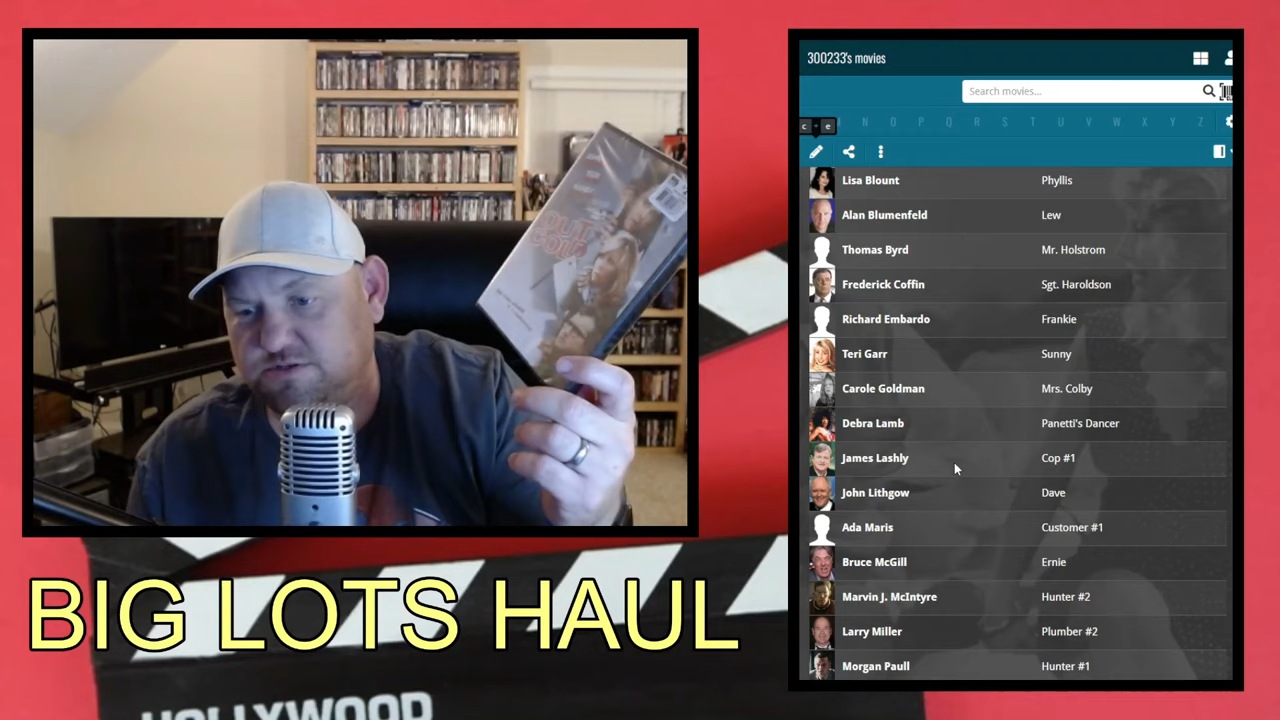 OUT
COLD
BIG LOTS HAUL
HOLLYWOOD
300233's movies
Search movies...
N O P Q R S T U V W X Y Z
c e
Lisa Blount Phyllis
Alan Blumenfeld Lew
Thomas Byrd Mr. Holstrom
Frederick Coffin Sgt. Haroldson
Richard Embardo Frankie
Teri Garr Sunny
Carole Goldman Mrs. Colby
Debra Lamb Panetti's Dancer
James Lashly Cop #1
John Lithgow Dave
Ada Maris Customer #1
Bruce McGill Ernie
Marvin J. McIntyre Hunter #2
Larry Miller Plumber #2
Morgan Paull Hunter #1